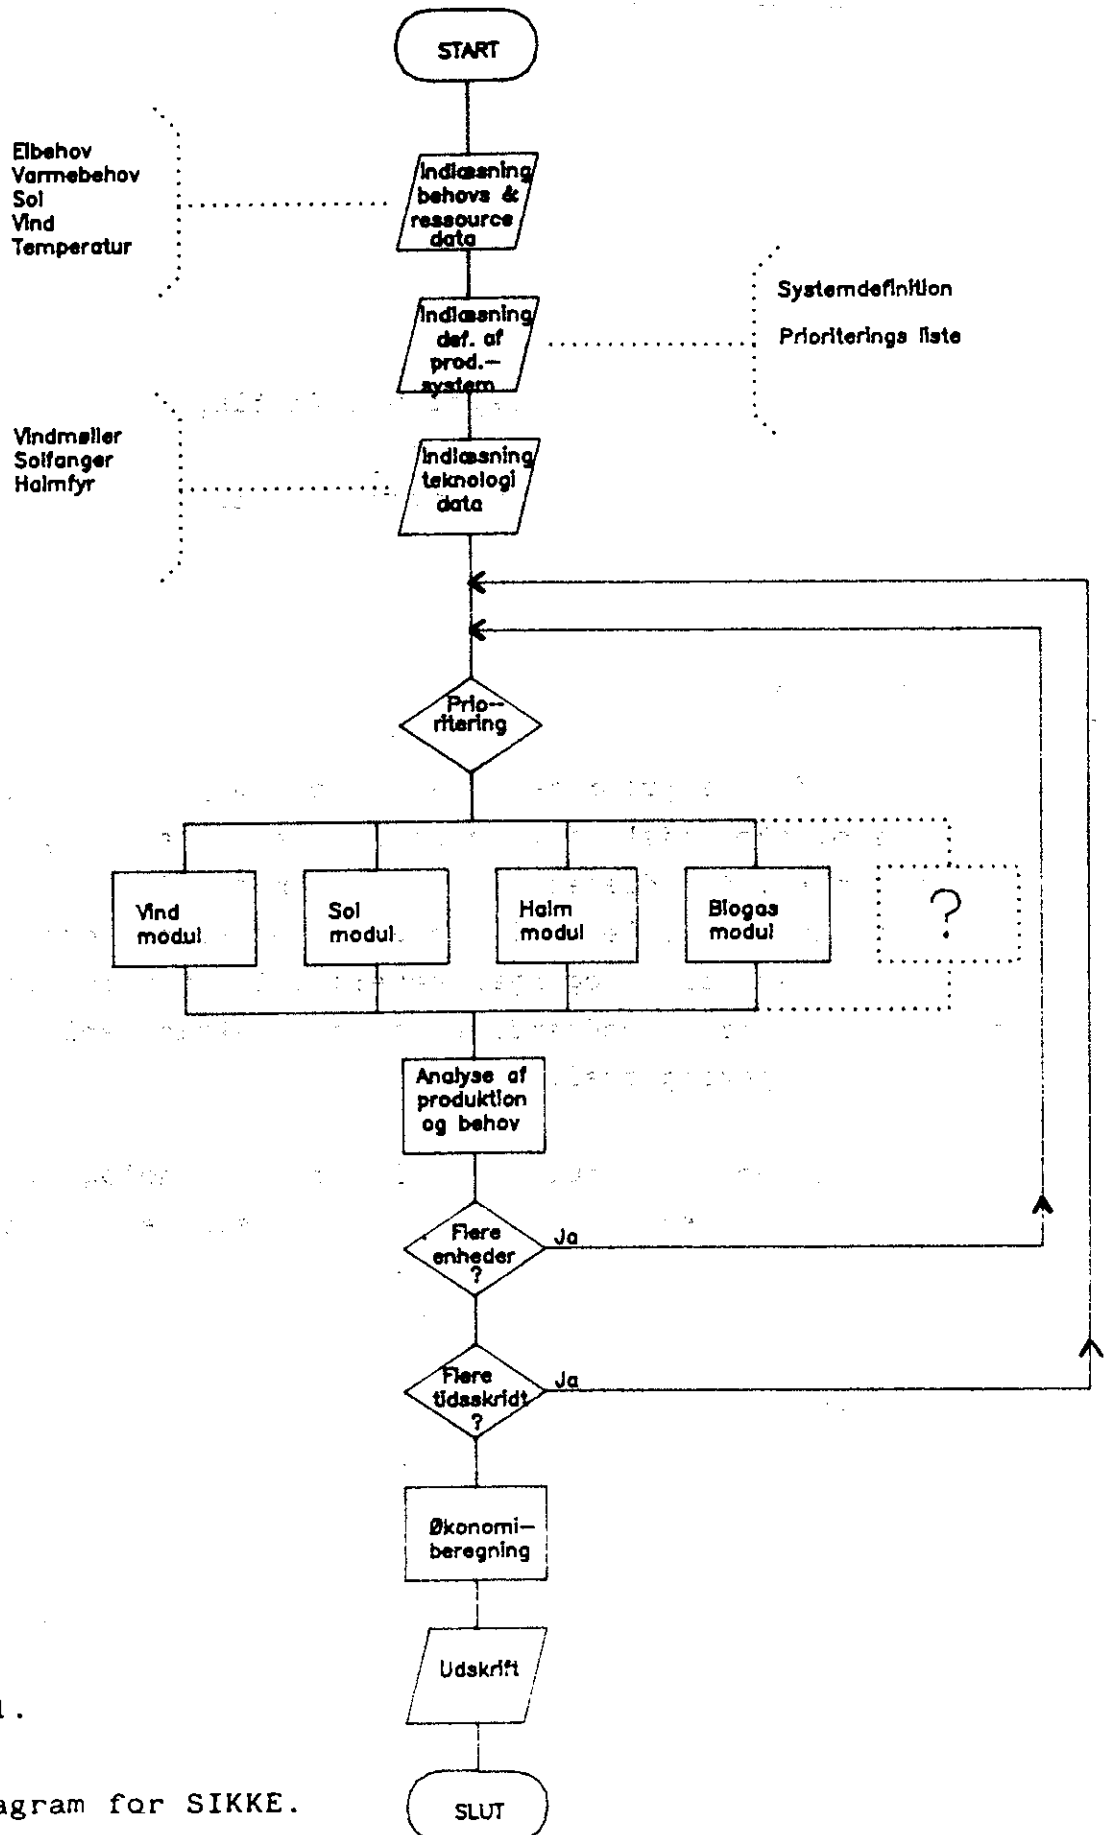 START
Elbehov
Varmebehov
Sol
Vind
Temperatur
Indlæsning
behovs &
ressource
data
Indlæsning
def. af
prod.—
system
Systemdefinition
Prioriterings liste
Vindmøller
Solfanger
Halmfyr
Indlæsning
teknologi
data
Prio—
ritering
Vind
modul
Sol
modul
Halm
modul
Biogas
modul
?
Analyse af
produktion
og behov
Flere
enheder
?
Ja
Flere
tidsskridt
?
Ja
Økonomi—
beregning
Udskrift
1.
agram for SIKKE.
SLUT